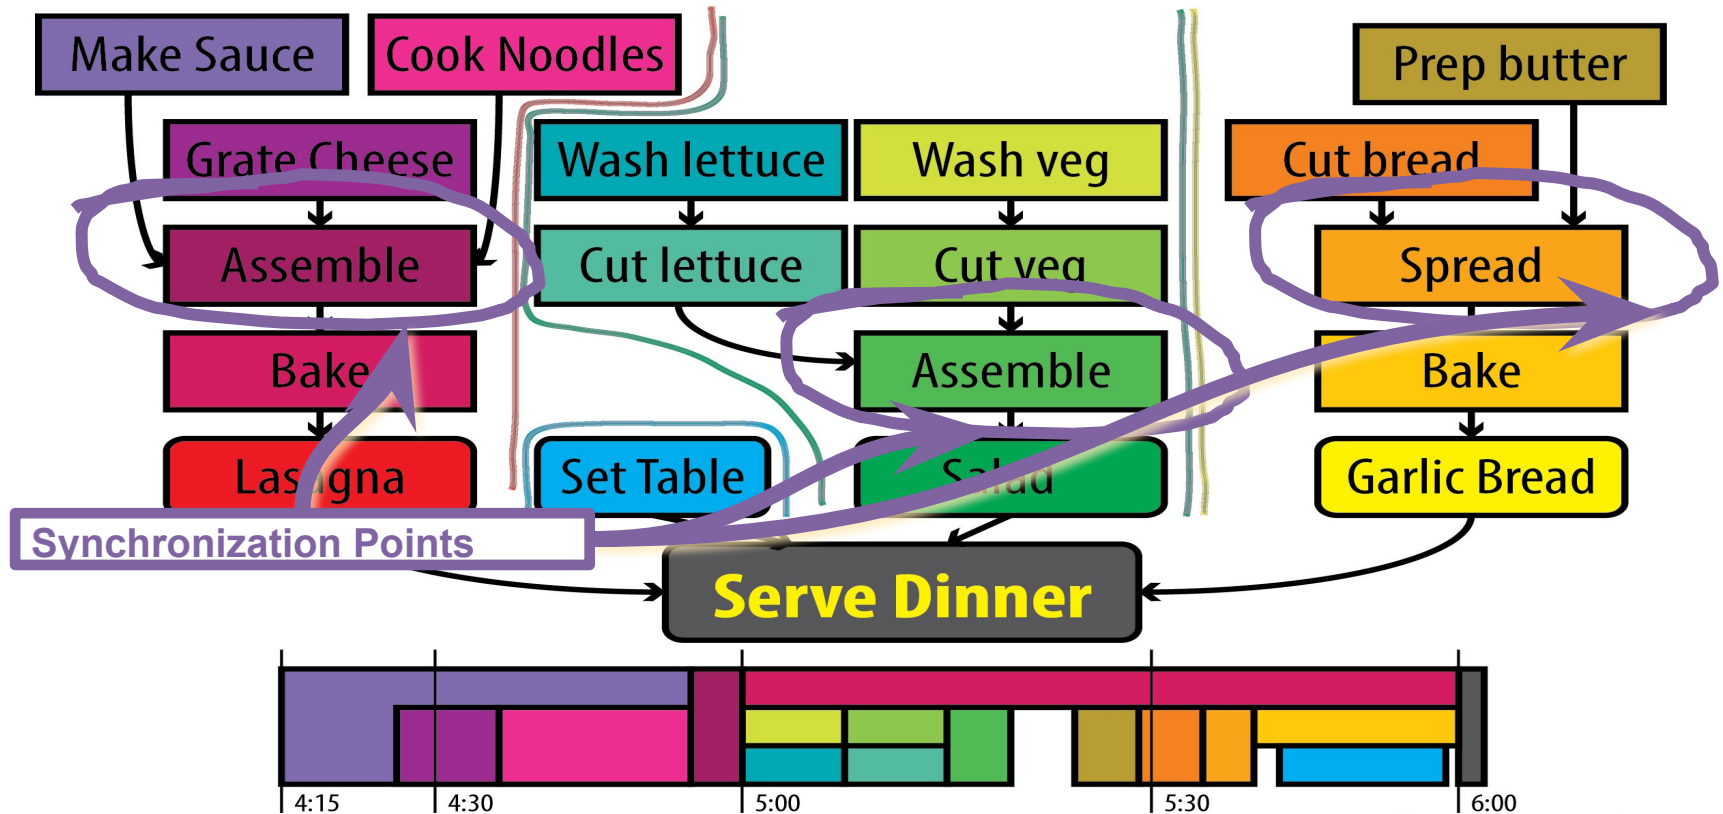 Make Sauce
Cook Noodles
Prep butter
Grate Cheese
Wash lettuce
Wash veg
Cut bread
Assemble
Cut lettuce
Cut veg
Spread
Bake
Assemble
Bake
Lasagna
Set Table
Salad
Garlic Bread
Synchronization Points
Serve Dinner
4:15
4:30
5:00
5:30
6:00